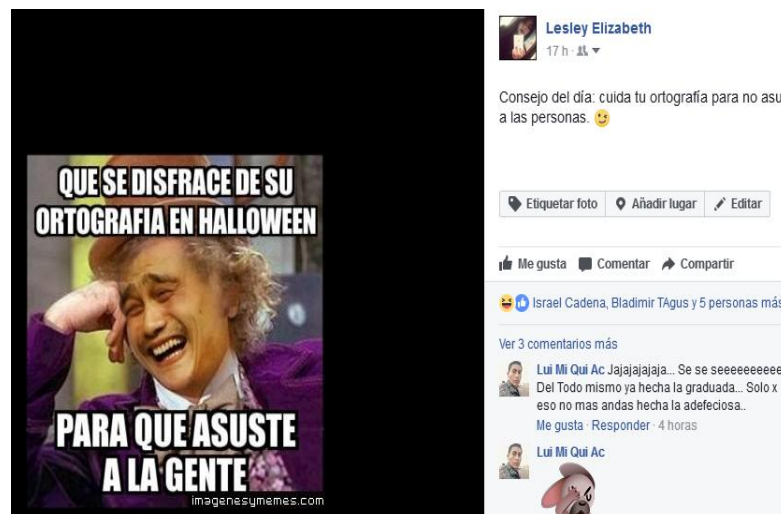 QUE SE DISFRACE DE SU
ORTOGRAFIA EN HALLOWEEN
PARA QUE ASUSTE
A LA GENTE
imagenesymemes.com
Lesley Elizabeth
17 h ·
Consejo del día: cuida tu ortografía para no asu
a las personas. 😉
Etiquetar foto Añadir lugar Editar
Me gusta Comentar Compartir
Israel Cadena, Bladimir TAgus y 5 personas más
Ver 3 comentarios más
Lui Mi Qui Ac Jajajajajaja... Se se seeeeeeeeeee
Del Todo mismo ya hecha la graduada... Solo x
eso no mas andas hecha la adefeciosa..
Me gusta · Responder · 4 horas
Lui Mi Qui Ac